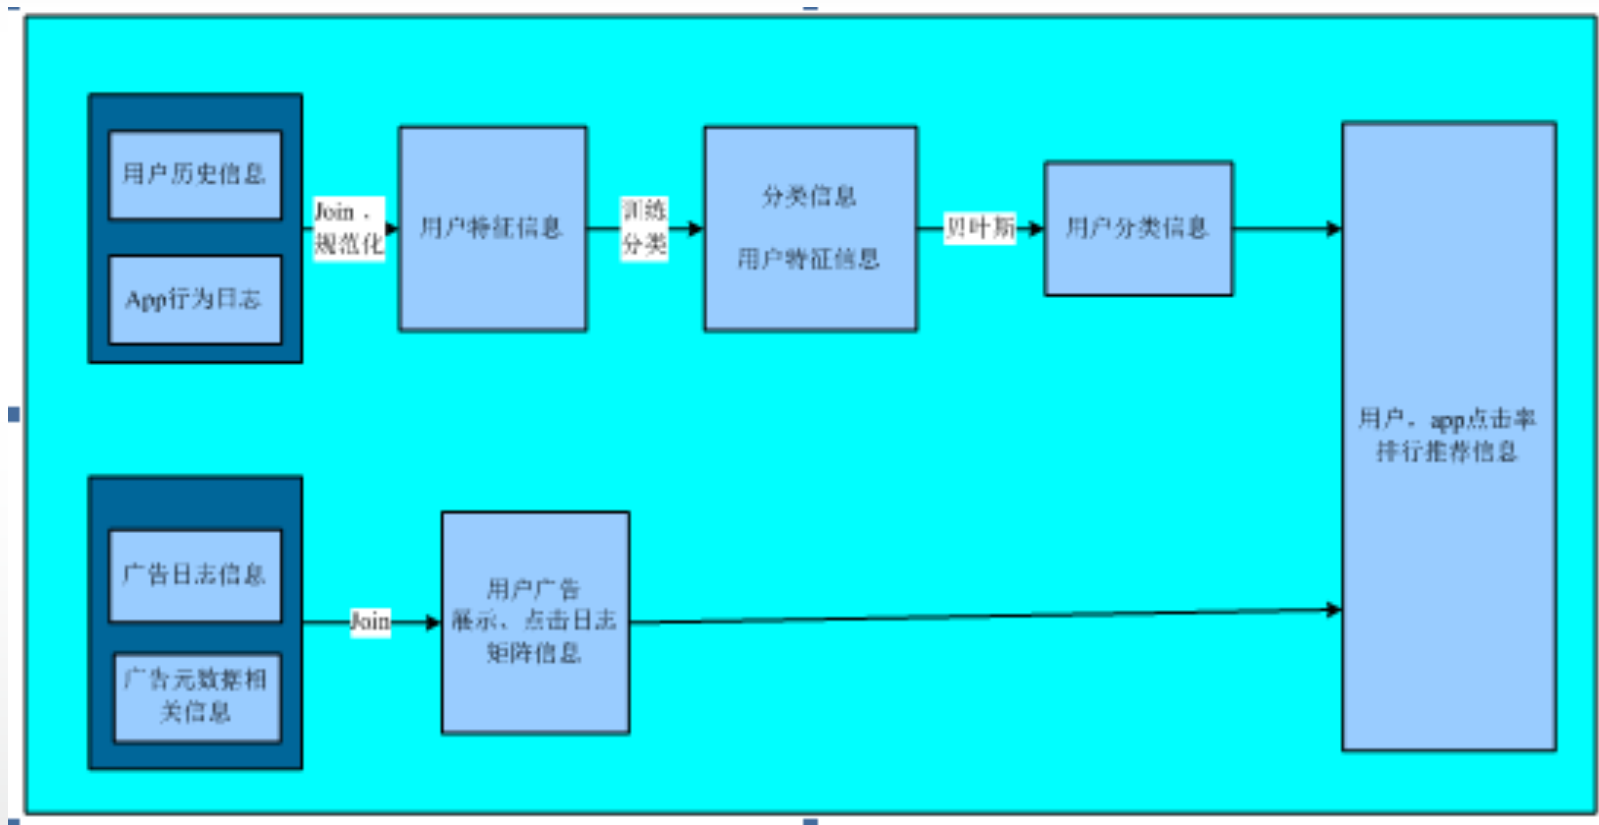 用户历史信息
App行为日志
Join，
规范化
用户特征信息
训练
分类
分类信息
用户特征信息
贝叶斯
用户分类信息
用户，app点击率
排行推荐信息
广告日志信息
广告元数据相
关信息
Join
用户广告
展示、点击日志
矩阵信息